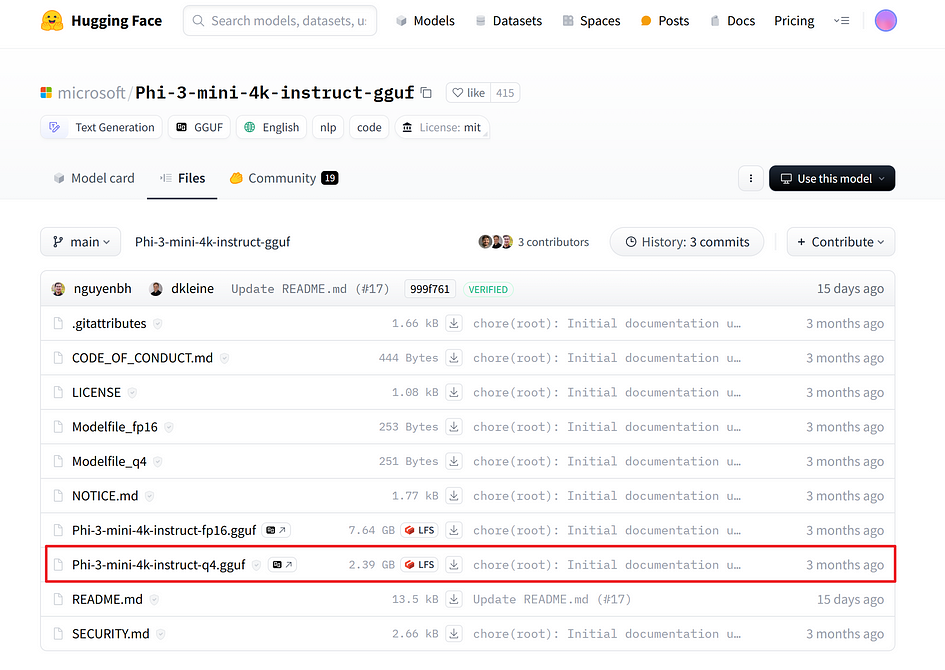 Hugging Face Search models, datasets, u: Models Datasets Spaces Posts Docs Pricing
microsoft/Phi-3-mini-4k-instruct-gguf like 415
Text Generation GGUF English nlp code License: mit
Model card Files Community 19 Use this model
main Phi-3-mini-4k-instruct-gguf 3 contributors History: 3 commits + Contribute
nguyenbh dkleine Update README.md (#17) 999f761 VERIFIED 15 days ago
.gitattributes 1.66 kB chore(root): Initial documentation u… 3 months ago
CODE_OF_CONDUCT.md 444 Bytes chore(root): Initial documentation u… 3 months ago
LICENSE 1.08 kB chore(root): Initial documentation u… 3 months ago
Modelfile_fp16 253 Bytes chore(root): Initial documentation u… 3 months ago
Modelfile_q4 251 Bytes chore(root): Initial documentation u… 3 months ago
NOTICE.md 1.77 kB chore(root): Initial documentation u… 3 months ago
Phi-3-mini-4k-instruct-fp16.gguf 7.64 GB LFS chore(root): Initial documentation u… 3 months ago
Phi-3-mini-4k-instruct-q4.gguf 2.39 GB LFS chore(root): Initial documentation u… 3 months ago
README.md 13.5 kB Update README.md (#17) 15 days ago
SECURITY.md 2.66 kB chore(root): Initial documentation u… 3 months ago